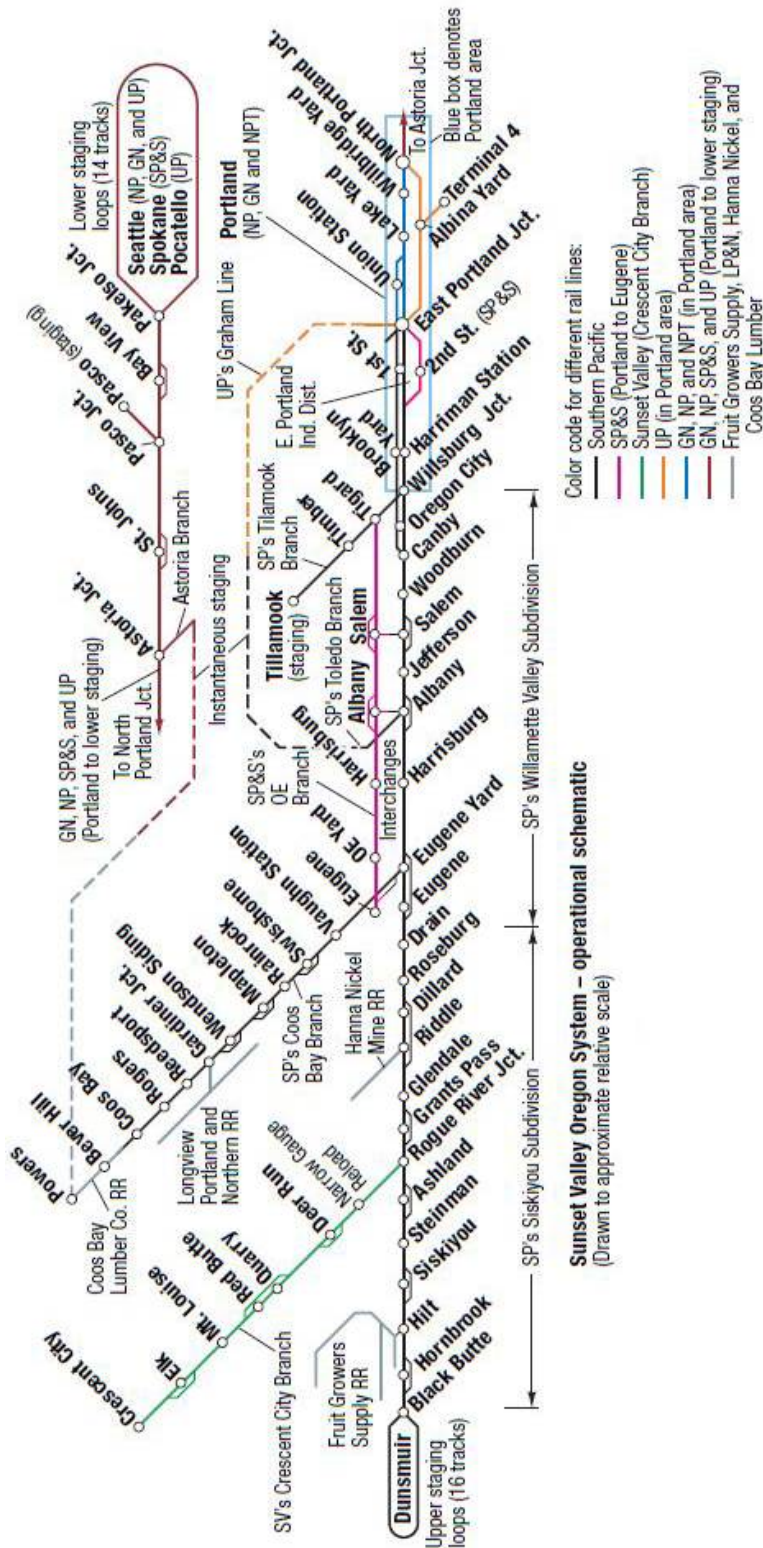 Lower staging
loops (14 tracks)
Seattle (NP, GN, and UP)
Spokane (SP&S)
Pocatello (UP)
Pakelso Jct.
Bay View
Pasco (staging)
Pasco Jct.
St. Johns
Astoria Jct.
Astoria Branch
GN, NP, SP&S, and UP
(Portland to lower staging)
To North
Portland Jct.
Instantaneous staging
UP's Graham Line
Portland
(NP, GN and NPT)
Union Station
Lake Yard
Willbridge Yard
North Portland Jct.
To Astoria Jct.
Blue box denotes
Portland area
Terminal 4
Albina Yard
East Portland Jct.
1st St.
2nd St. (SP&S)
E. Portland
Ind. Dist.
Brooklyn
Yard
Harriman Station
Willsburg Jct.
Oregon City
Canby
Woodburn
Salem
Jefferson
Albany
Harrisburg
Eugene Yard
Eugene
Drain
Roseburg
Dillard
Riddle
Glendale
Grants Pass
Rogue River Jct.
Ashland
Steinman
Siskiyou
Hilt
Hornbrook
Black Butte
Dunsmuir
Upper staging
loops (16 tracks)
Tigard
Timber
SP's Tilamook
Branch
Tillamook
(staging)
SP's Toledo Branch
Salem
Albany
Harrisburg
SP&S's
OE
Branch
Interchanges
OE Yard
Eugene
Vaughn Station
Swisshome
Rainrock
Mapleton
Wendson Siding
Gardiner Jct.
Reedsport
Rogers
Coos Bay
Bever Hill
Powers
Coos Bay
Lumber Co. RR
Longview
Portland and
Northern RR
SP's Coos
Bay Branch
Hanna Nickel
Mine RR
Crescent City
Elk
Mt. Louise
Red Butte
Quarry
Deer Run
Narrow Gauge
Reload
SV's Crescent City Branch
Fruit Growers
Supply RR
SP's Siskiyou Subdivision
SP's Willamette Valley Subdivision
Sunset Valley Oregon System – operational schematic
(Drawn to approximate relative scale)
Color code for different rail lines:
Southern Pacific
SP&S (Portland to Eugene)
Sunset Valley (Crescent City Branch)
UP (in Portland area)
GN, NP, and NPT (in Portland area)
GN, NP, SP&S, and UP (Portland to lower staging)
Fruit Growers Supply, LP&N, Hanna Nickel, and
Coos Bay Lumber